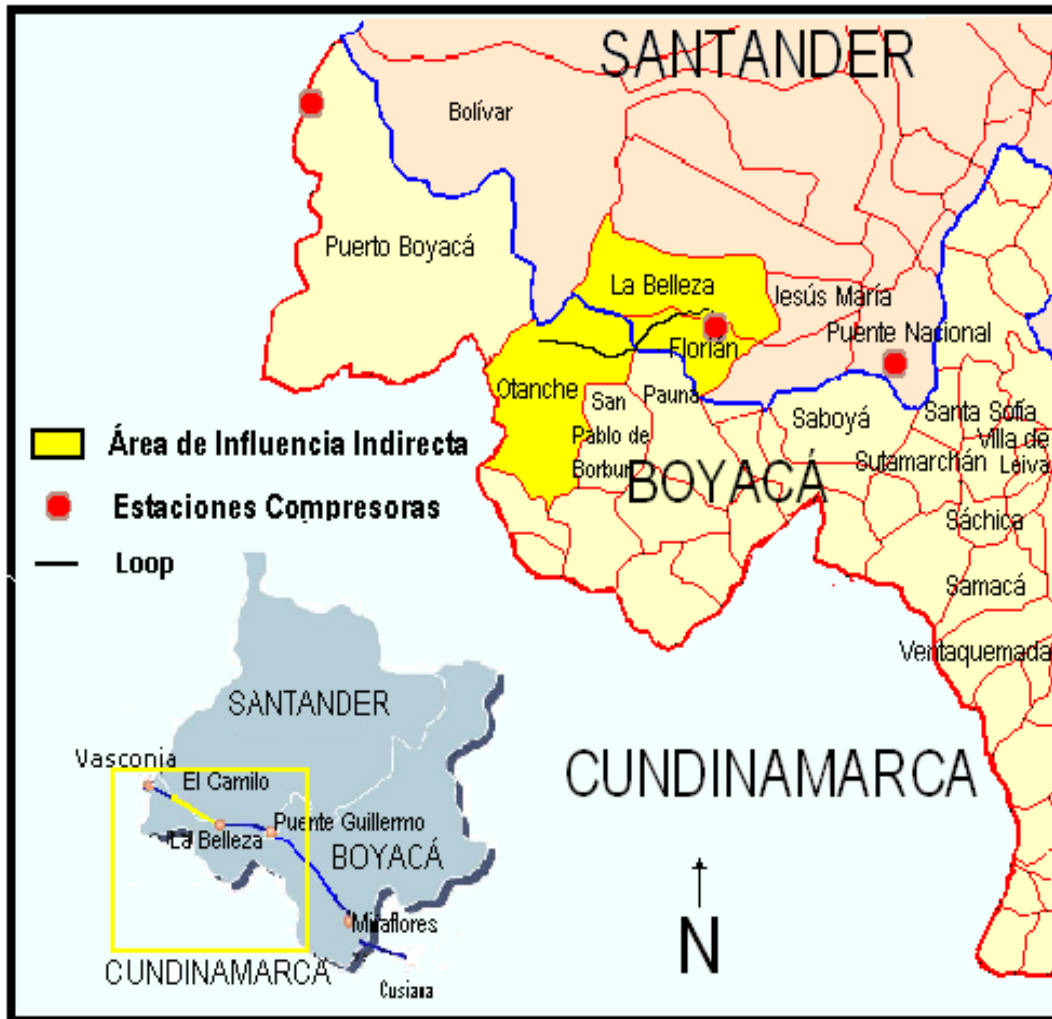 SANTANDER
Bolívar
Puerto Boyacá
La Belleza
Jesús María
Puente Nacional
Florián
Otanche
San
Pablo de
Borbur
Pauna
Saboyá
Santa Sofía
Villa de
Leiva
Sutamarchán
BOYACÁ
Sáchica
Samacá
Ventaquemada
CUNDINAMARCA
N
Área de Influencia Indirecta
Estaciones Compresoras
Loop
SANTANDER
Vasconia
El Camilo
Puente Guillermo
La Belleza
BOYACÁ
Miraflores
CUNDINAMARCA
Cusiana